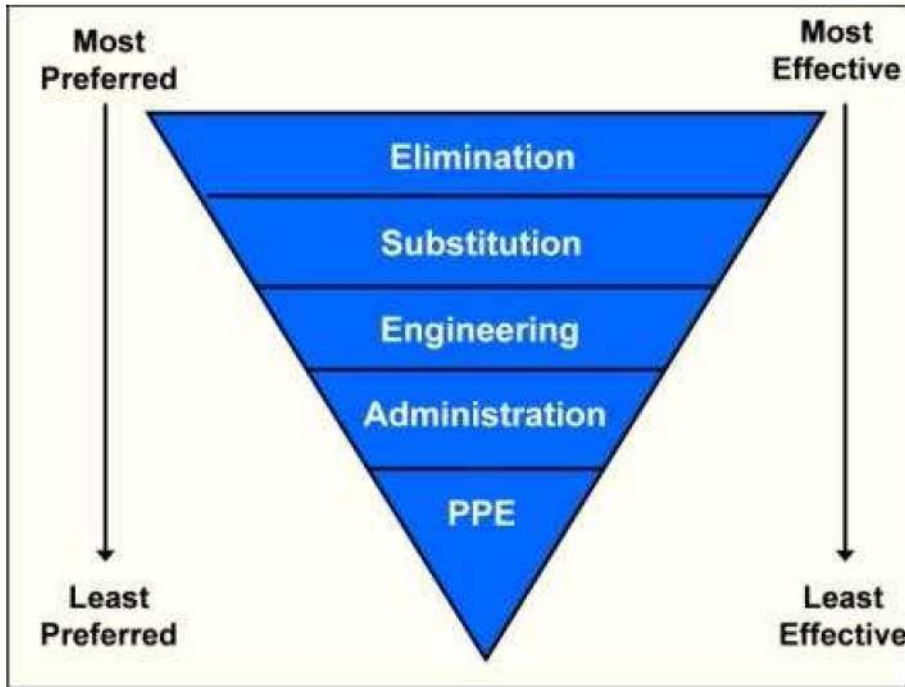 Most
Preferred
Most
Effective
Elimination
Substitution
Engineering
Administration
PPE
Least
Preferred
Least
Effective